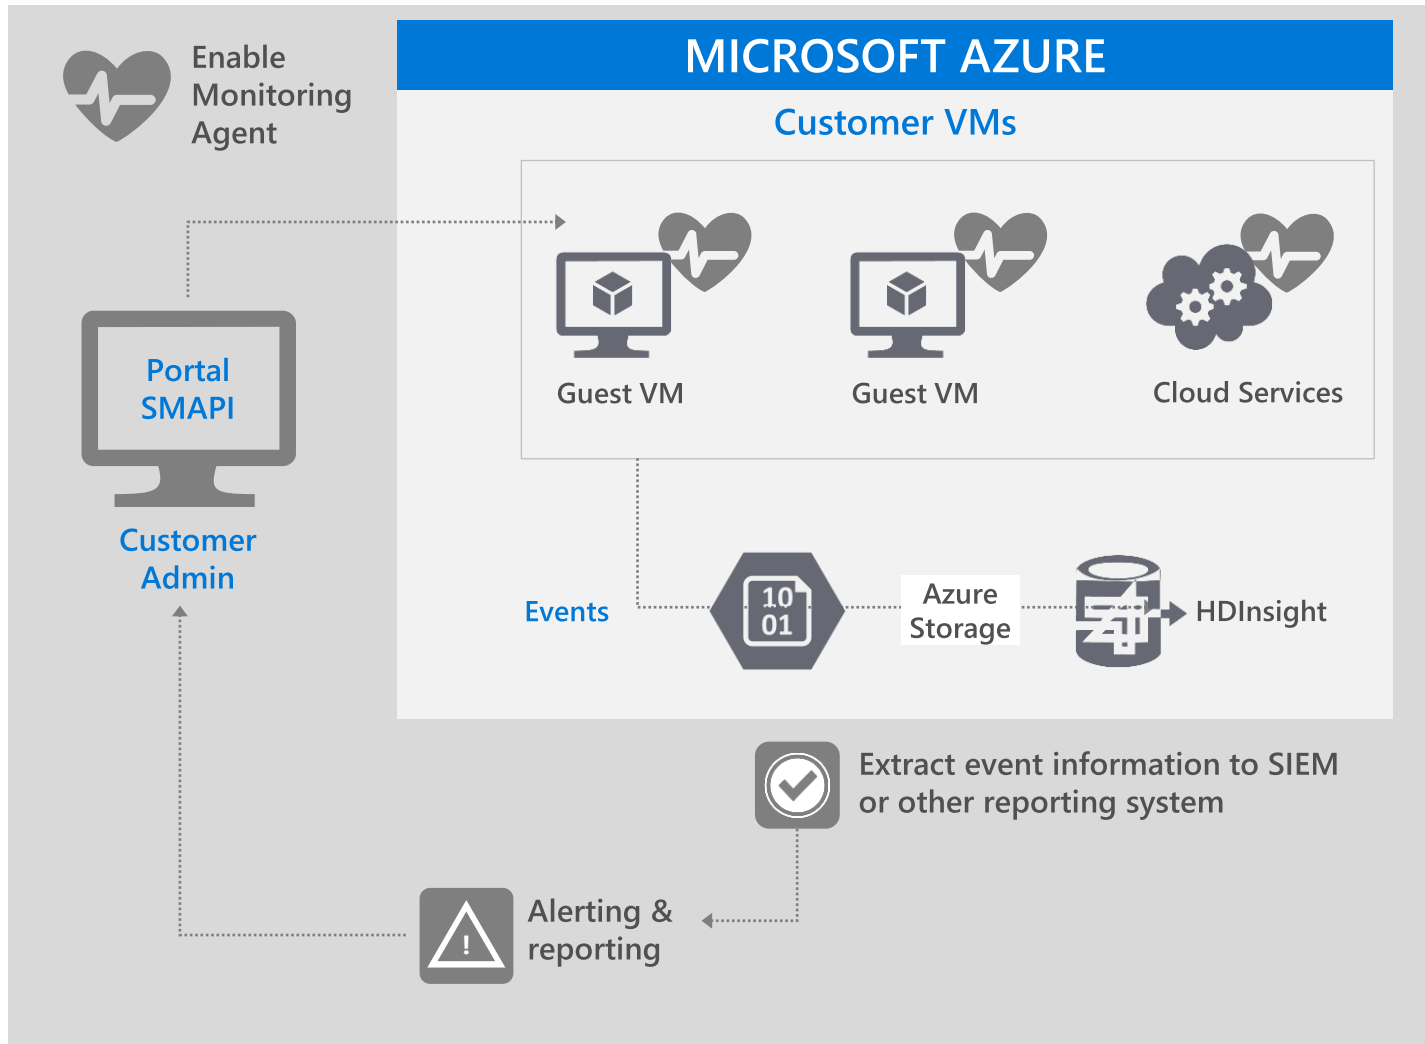 Enable
Monitoring
Agent
MICROSOFT AZURE
Customer VMs
Guest VM
Guest VM
Cloud Services
Portal
SMAPI
Customer
Admin
Events
10
01
Azure
Storage
HDInsight
Extract event information to SIEM
or other reporting system
Alerting &
reporting
!